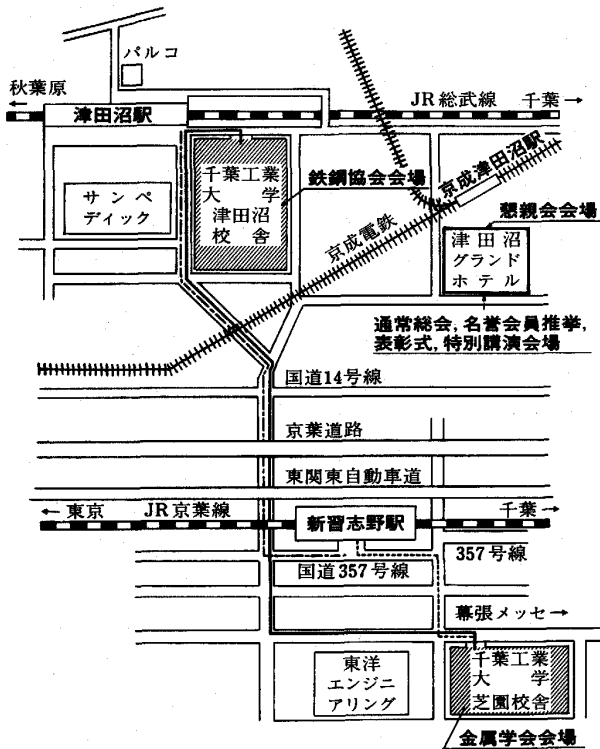 パルコ
秋葉原
←
津田沼駅
JR総武線
千葉→
千葉工業
大学
津田沼
校舎
鉄鋼協会会場
サンペ
ディック
京成津田沼駅
京成電鉄
懇親会会場
津田沼
グランド
ホテル
通常総会,名誉会員推挙,
表彰式,特別講演会場
国道14号線
京葉道路
東関東自動車道
←東京
JR京葉線
新習志野駅
千葉→
国道357号線
357号線
幕張メッセ→
東洋
エンジニ
アリング
千葉工業
大学
芝園校舎
金属学会会場